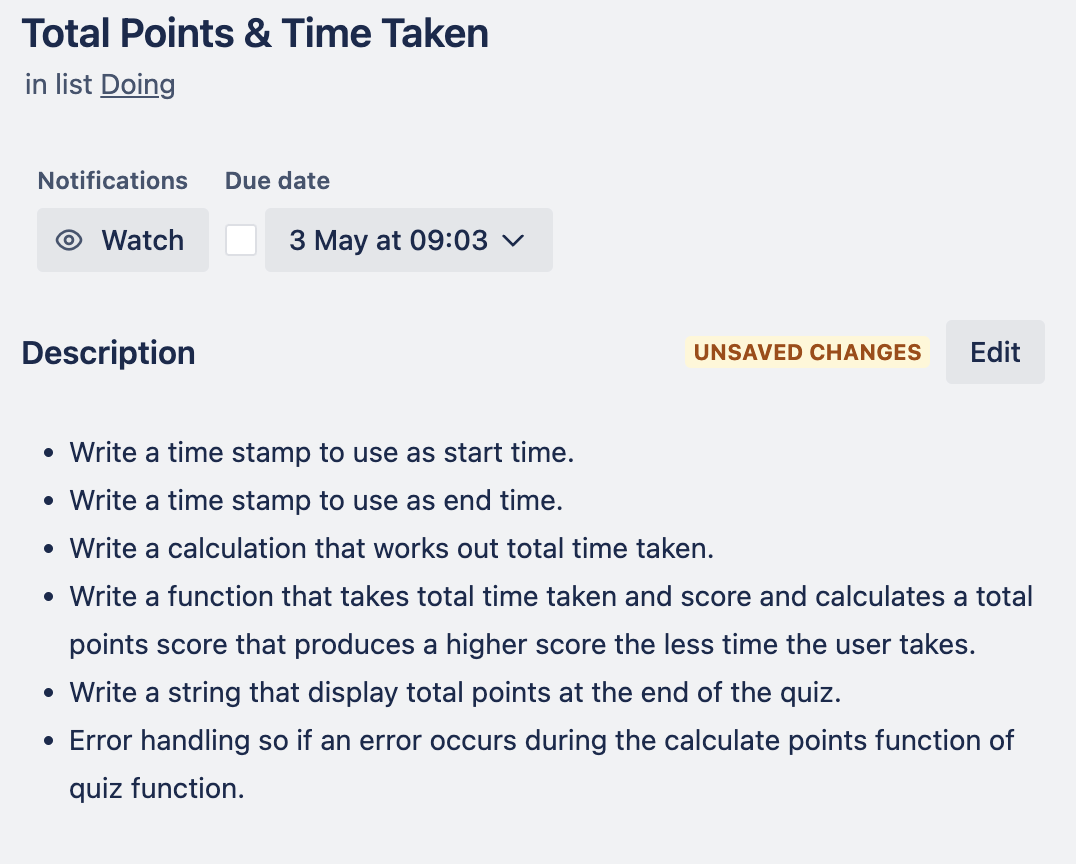 Total Points & Time Taken
in list Doing
Notifications Due date
Watch 3 May at 09:03
Description UNSAVED CHANGES Edit
• Write a time stamp to use as start time.
• Write a time stamp to use as end time.
• Write a calculation that works out total time taken.
• Write a function that takes total time taken and score and calculates a total
points score that produces a higher score the less time the user takes.
• Write a string that display total points at the end of the quiz.
• Error handling so if an error occurs during the calculate points function of
quiz function.